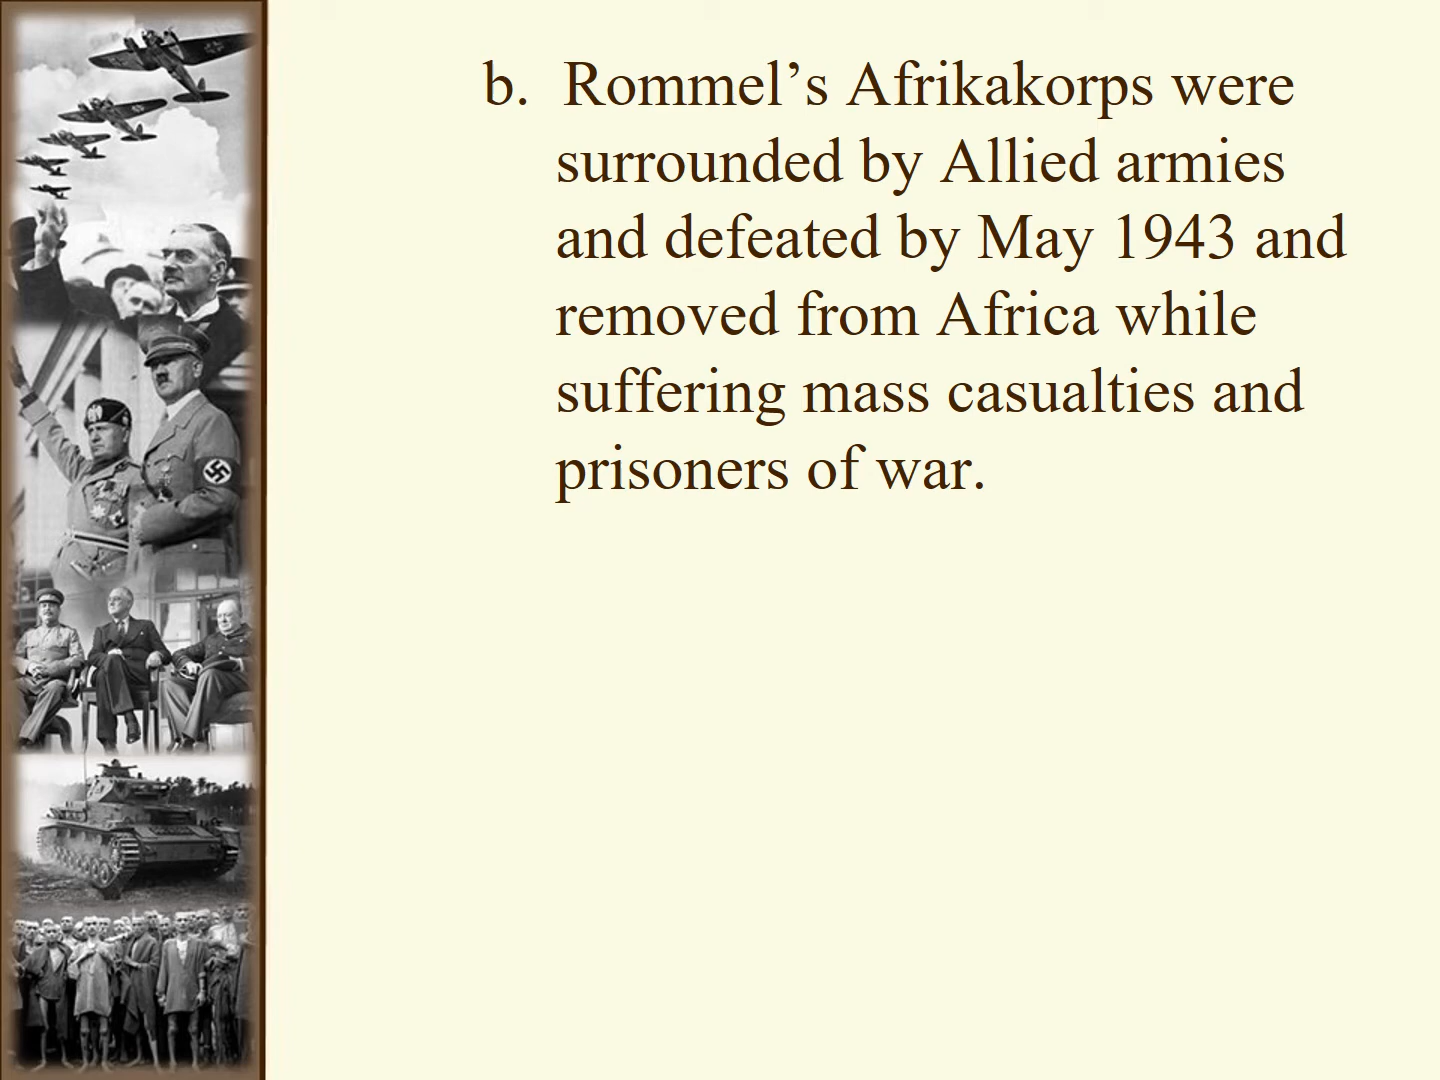 b. Rommel’s Afrikakorps were
surrounded by Allied armies
and defeated by May 1943 and
removed from Africa while
suffering mass casualties and
prisoners of war.